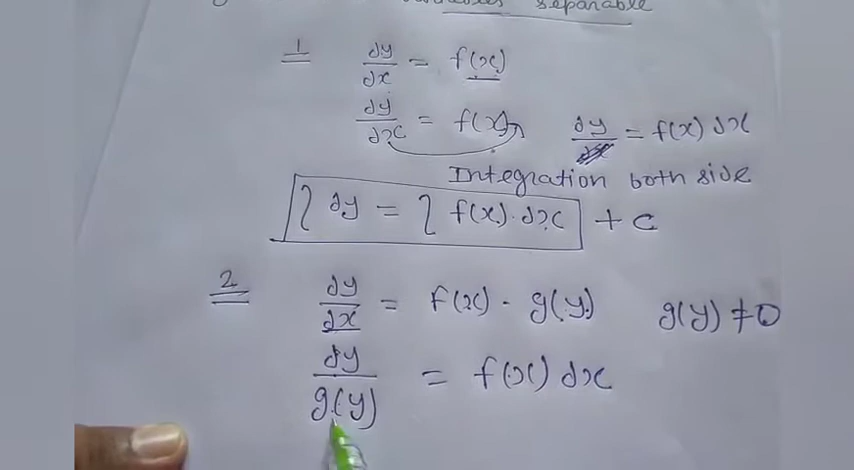 separable
1 dy/dx = f(x)
dy/dx = f(x) dy = f(x) dx
Integration both side
∫ dy = ∫ f(x)·dx + c
2 dy/dx = f(x) · g(y) g(y) ≠ 0
dy/g(y) = f(x) dx